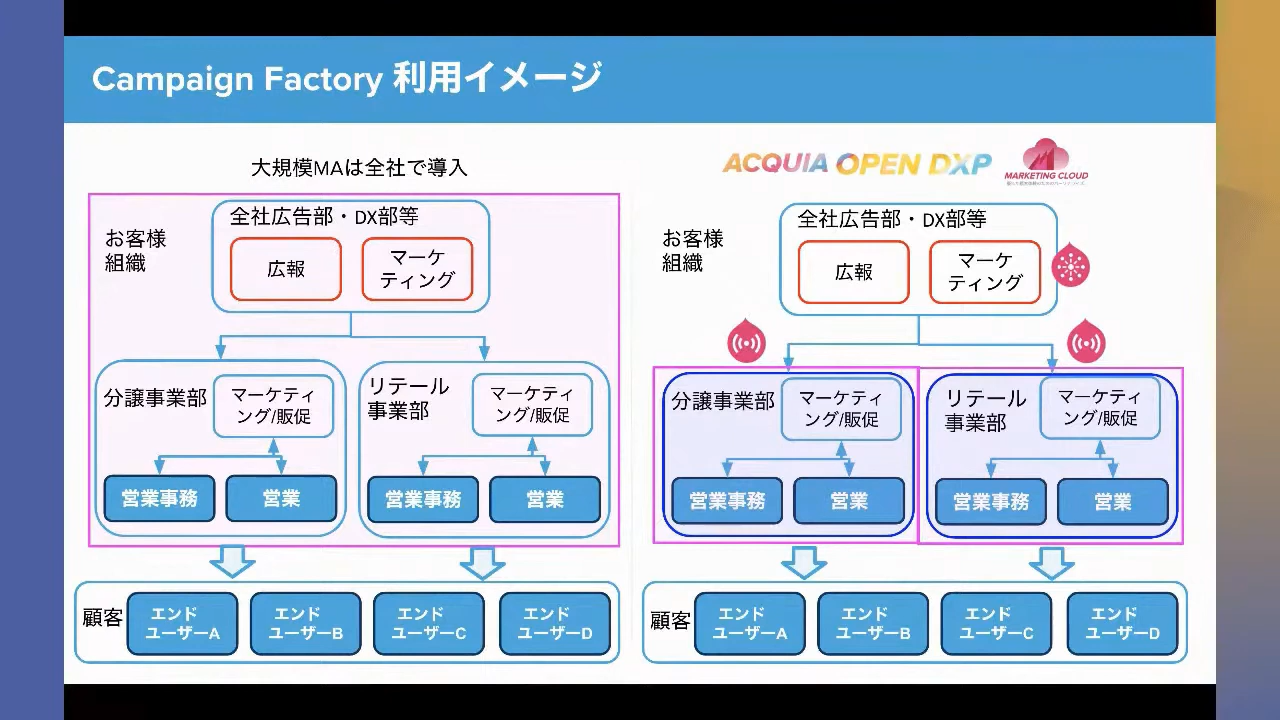 Campaign Factory 利用イメージ
大規模MAは全社で導入
お客様
組織
全社広告部・DX部等
広報
マーケ
ティング
分譲事業部
マーケティ
ング/販促
営業事務
営業
リテール
事業部
マーケティ
ング/販促
営業事務
営業
顧客
エンド
ユーザーA
エンド
ユーザーB
エンド
ユーザーC
エンド
ユーザーD
ACQUIA OPEN DXP
MARKETING CLOUD
お客様
組織
全社広告部・DX部等
広報
マーケ
ティング
分譲事業部
マーケティ
ング/販促
営業事務
営業
リテール
事業部
マーケティ
ング/販促
営業事務
営業
顧客
エンド
ユーザーA
エンド
ユーザーB
エンド
ユーザーC
エンド
ユーザーD